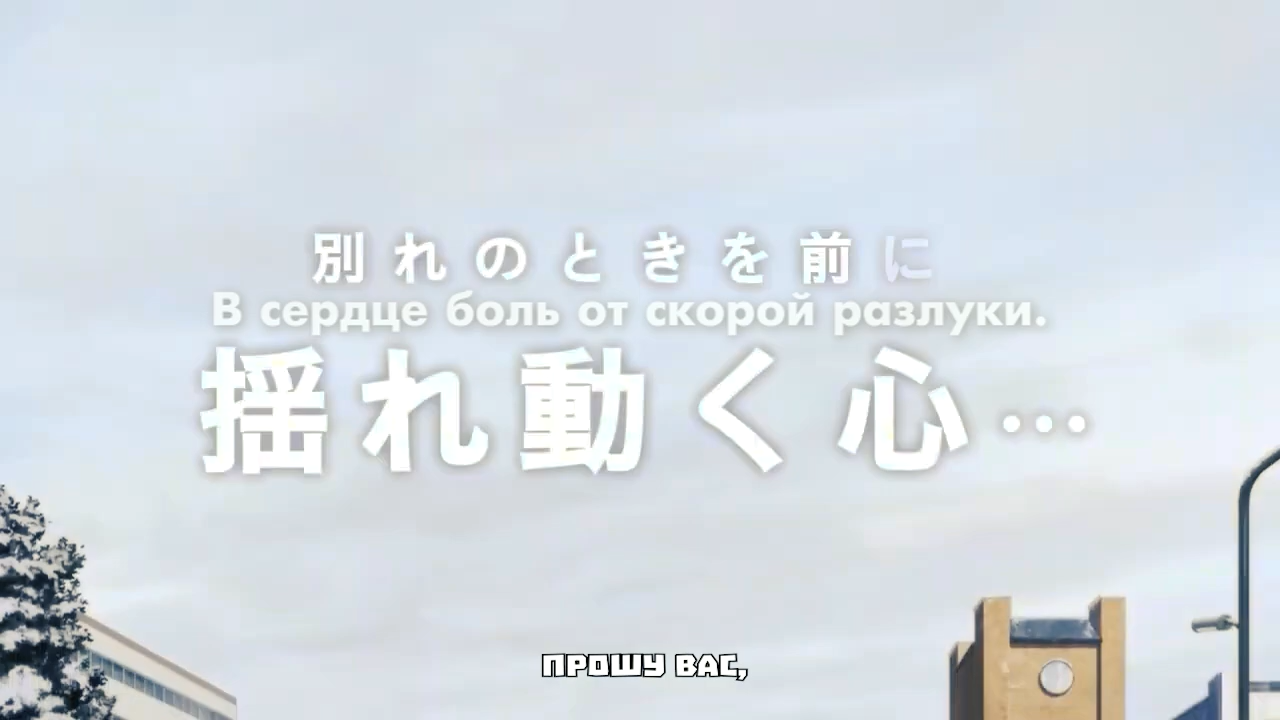 別れのときを前に
В сердце боль от скорой разлуки.
揺れ動く心…
ПРОШУ ВАС,